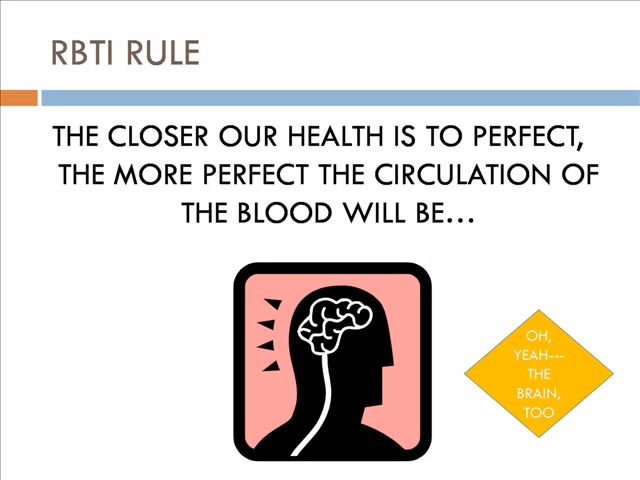 RBTI RULE
THE CLOSER OUR HEALTH IS TO PERFECT,
THE MORE PERFECT THE CIRCULATION OF
THE BLOOD WILL BE…
OH,
YEAH---
THE
BRAIN,
TOO